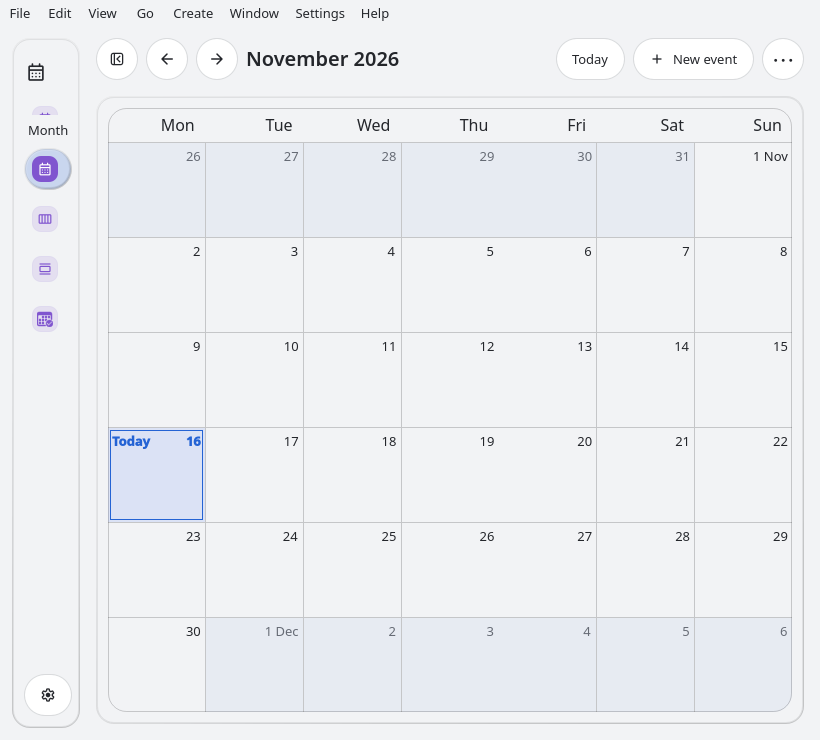 File Edit View Go Create Window Settings Help
Month
November 2026
Today
New event
Mon Tue Wed Thu Fri Sat Sun
26 27 28 29 30 31 1 Nov
2 3 4 5 6 7 8
9 10 11 12 13 14 15
Today 16 17 18 19 20 21 22
23 24 25 26 27 28 29
30 1 Dec 2 3 4 5 6